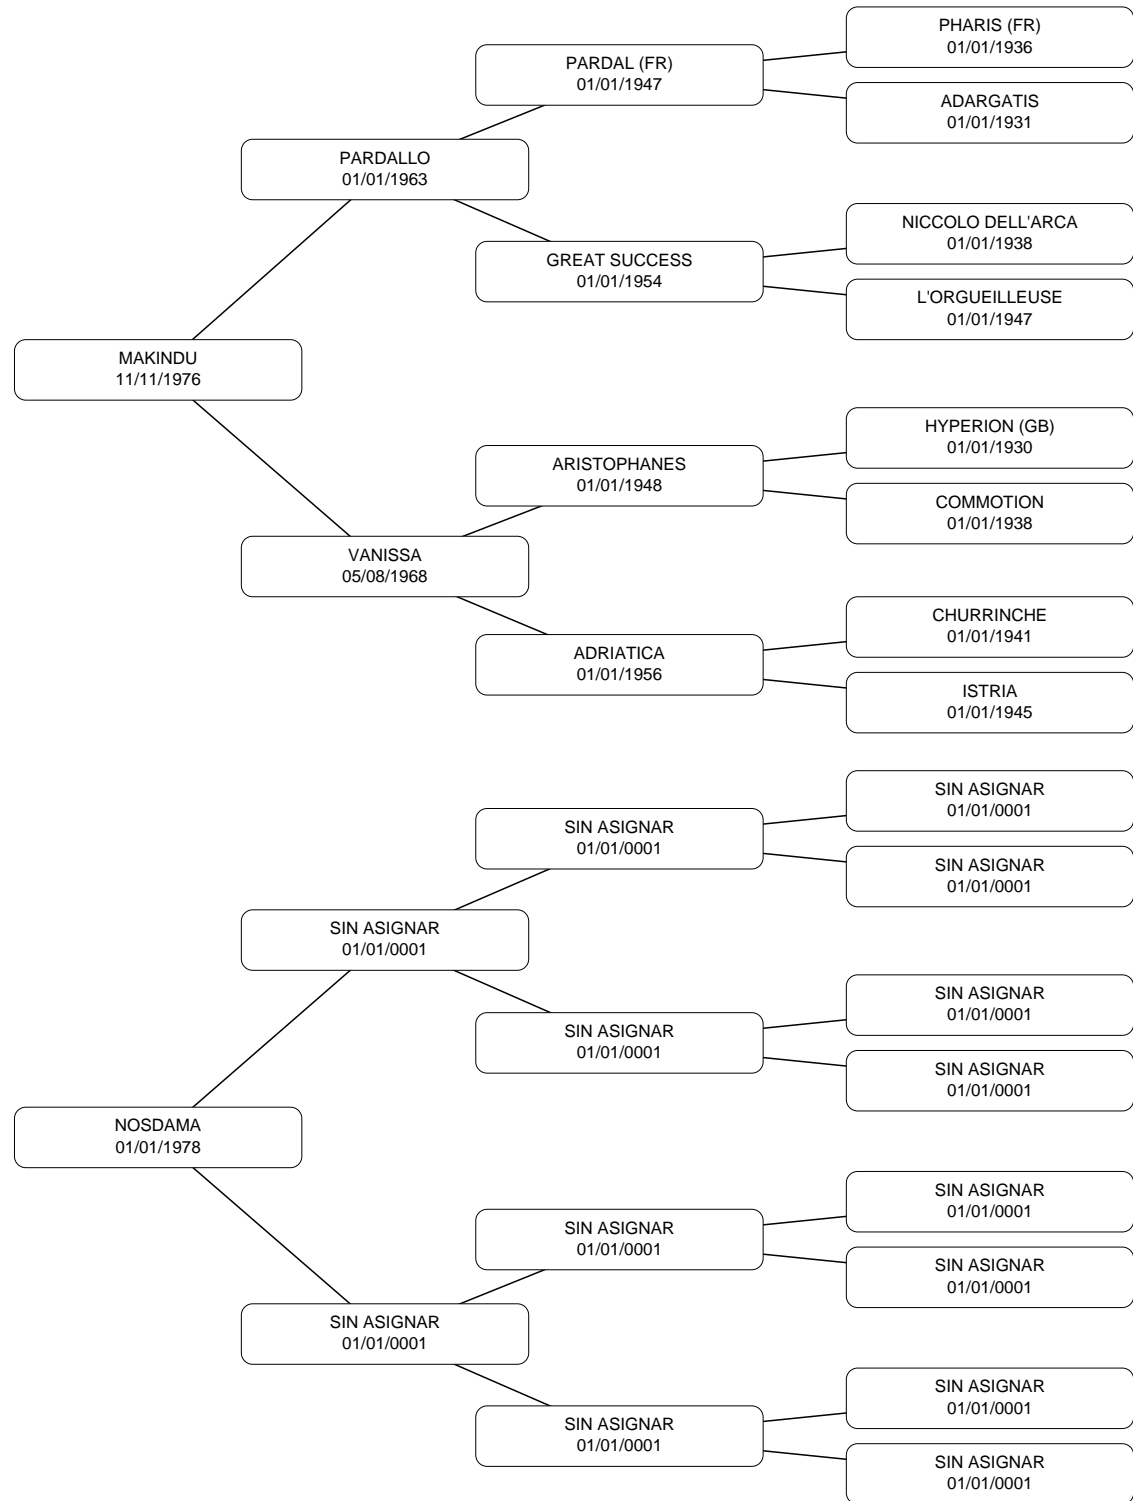 PHARIS (FR)
01/01/1936
PARDAL (FR)
01/01/1947
ADARGATIS
01/01/1931
PARDALLO
01/01/1963
NICCOLO DELL'ARCA
01/01/1938
GREAT SUCCESS
01/01/1954
L'ORGUEILLEUSE
01/01/1947
MAKINDU
11/11/1976
HYPERION (GB)
01/01/1930
ARISTOPHANES
01/01/1948
COMMOTION
01/01/1938
VANISSA
05/08/1968
CHURRINCHE
01/01/1941
ADRIATICA
01/01/1956
ISTRIA
01/01/1945
SIN ASIGNAR
01/01/0001
SIN ASIGNAR
01/01/0001
SIN ASIGNAR
01/01/0001
SIN ASIGNAR
01/01/0001
SIN ASIGNAR
01/01/0001
SIN ASIGNAR
01/01/0001
SIN ASIGNAR
01/01/0001
NOSDAMA
01/01/1978
SIN ASIGNAR
01/01/0001
SIN ASIGNAR
01/01/0001
SIN ASIGNAR
01/01/0001
SIN ASIGNAR
01/01/0001
SIN ASIGNAR
01/01/0001
SIN ASIGNAR
01/01/0001
SIN ASIGNAR
01/01/0001